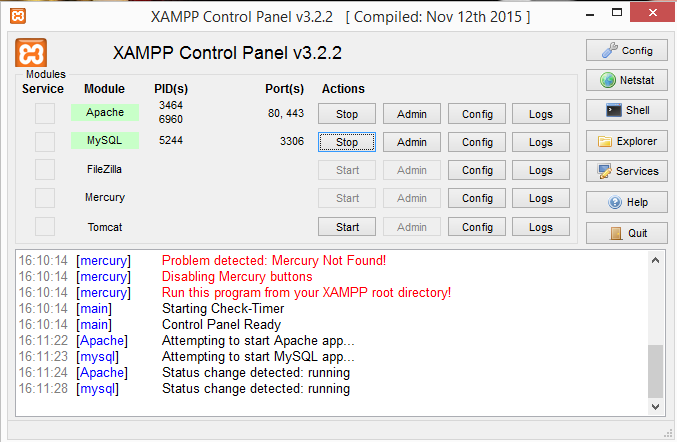 XAMPP Control Panel v3.2.2 [ Compiled: Nov 12th 2015 ]
XAMPP Control Panel v3.2.2
Config
Modules
Service Module PID(s) Port(s) Actions
Netstat
Apache 3464 6960 80, 443 Stop Admin Config Logs
Shell
MySQL 5244 3306 Stop Admin Config Logs
Explorer
FileZilla Start Admin Config Logs
Services
Mercury Start Admin Config Logs
Help
Tomcat Start Admin Config Logs
Quit
16:10:14 [mercury] Problem detected: Mercury Not Found!
16:10:14 [mercury] Disabling Mercury buttons
16:10:14 [mercury] Run this program from your XAMPP root directory!
16:10:14 [main] Starting Check-Timer
16:10:14 [main] Control Panel Ready
16:11:22 [Apache] Attempting to start Apache app...
16:11:23 [mysql] Attempting to start MySQL app...
16:11:24 [Apache] Status change detected: running
16:11:28 [mysql] Status change detected: running